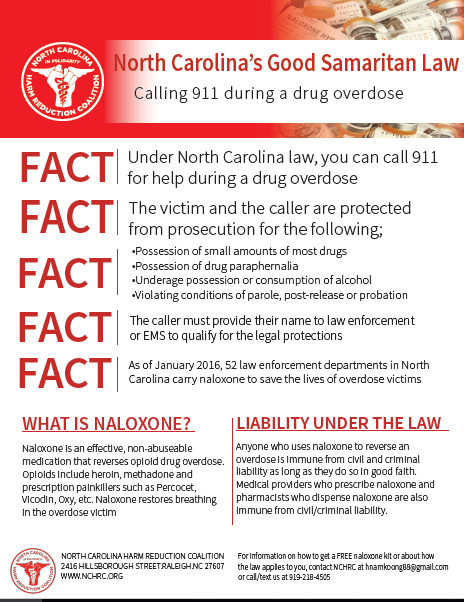 NALOXONE HYD
NORTH CAROLINA
IN SOLIDARITY
HARM REDUCTION COALITION
North Carolina's Good Samaritan Law
Calling 911 during a drug overdose
FACT
Under North Carolina law, you can call 911
for help during a drug overdose
FACT
The victim and the caller are protected
from prosecution for the following;
FACT
•Possession of small amounts of most drugs
•Possession of drug paraphernalia
•Underage possession or consumption of alcohol
•Violating conditions of parole, post-release or probation
FACT
The caller must provide their name to law enforcement
or EMS to qualify for the legal protections
FACT
As of January 2016, 52 law enforcement departments in North
Carolina carry naloxone to save the lives of overdose victims
WHAT IS NALOXONE?
Naloxone is an effective, non-abuseable
medication that reverses opioid drug overdose.
Opioids include heroin, methadone and
prescription painkillers such as Percocet,
Vicodin, Oxy, etc. Naloxone restores breathing
in the overdose victim
LIABILITY UNDER THE LAW
Anyone who uses naloxone to reverse an
overdose is immune from civil and criminal
liability as long as they do so in good faith.
Medical providers who prescribe naloxone and
pharmacists who dispense naloxone are also
immune from civil/criminal liability.
NORTH CAROLINA HARM REDUCTION COALITION
2416 HILLSBOROUGH STREET.RALEIGH.NC 27607
WWW.NCHRC.ORG
For information on how to get a FREE naloxone kit or about how
the law applies to you, contact NCHRC at hnamkoong89@gmail.com
or call/text us at 919-218-4505